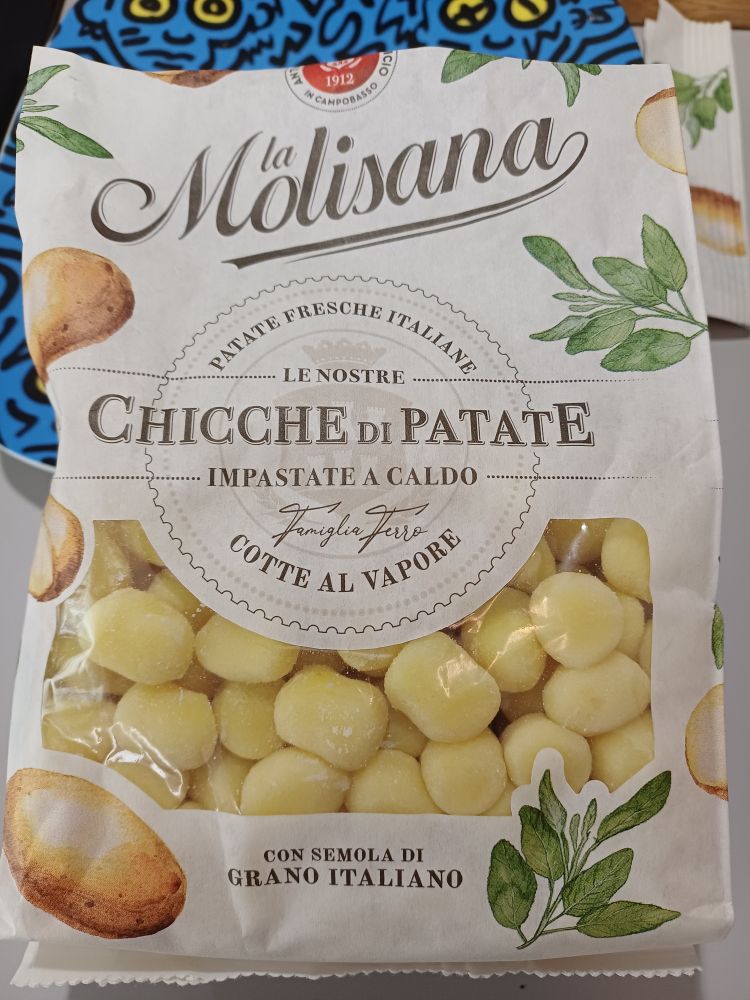 1912
IN CAMPOBASSO
la
Molisana
PATATE FRESCHE ITALIANE
LE NOSTRE
CHICCHE DI PATATE
IMPASTATE A CALDO
Famiglia Ferro
COTTE AL VAPORE
CON SEMOLA DI
GRANO ITALIANO